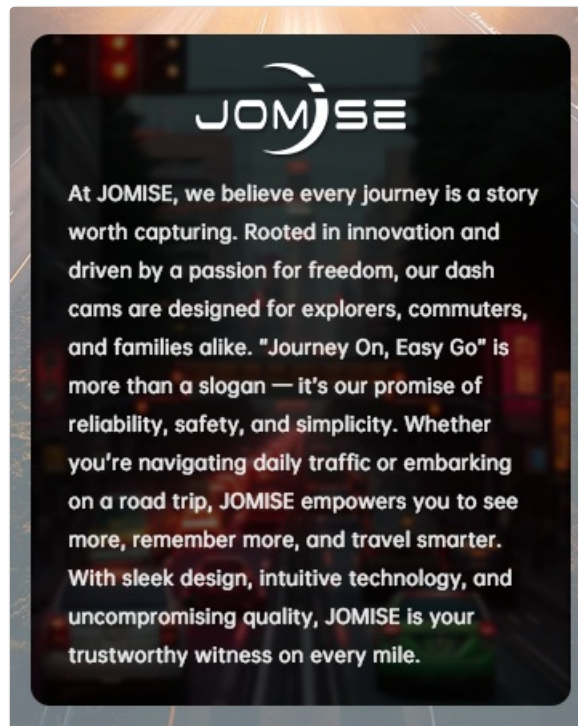 JOMISE
At JOMISE, we believe every journey is a story
worth capturing. Rooted in innovation and
driven by a passion for freedom, our dash
cams are designed for explorers, commuters,
and families alike. "Journey On, Easy Go" is
more than a slogan — it's our promise of
reliability, safety, and simplicity. Whether
you're navigating daily traffic or embarking
on a road trip, JOMISE empowers you to see
more, remember more, and travel smarter.
With sleek design, intuitive technology, and
uncompromising quality, JOMISE is your
trustworthy witness on every mile.